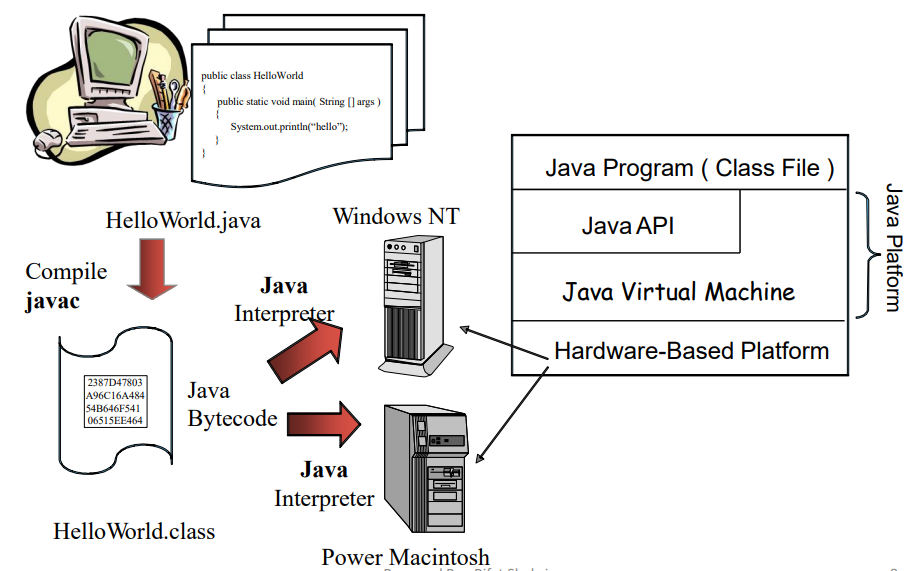 public class HelloWorld
{
public static void main( String [] args )
{
System.out.println(“hello”);
}
}
HelloWorld.java
Compile
javac
2387D47803
A96C16A484
54B646F541
06515EE464
Java
Bytecode
HelloWorld.class
Java
Interpreter
Java
Interpreter
Windows NT
Power Macintosh
Java Program ( Class File )
Java API
Java Virtual Machine
Hardware-Based Platform
Java Platform